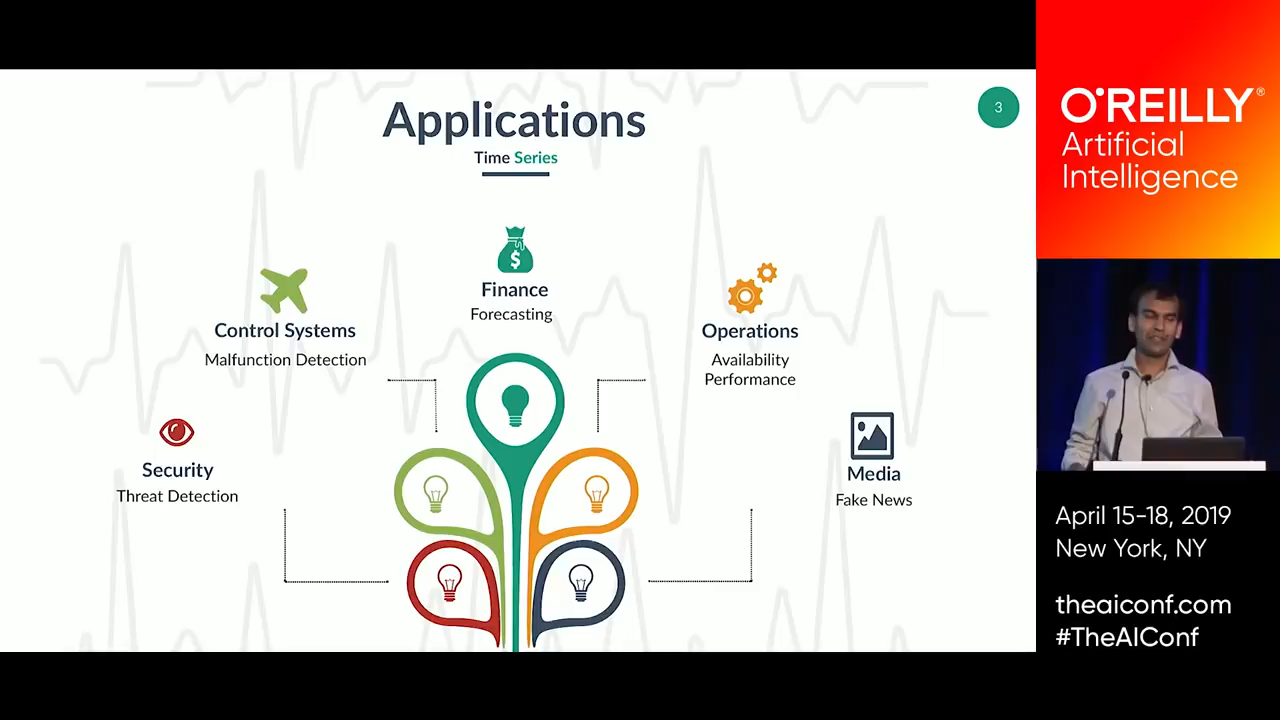 Applications
Time Series
3
Finance
Forecasting
Control Systems
Malfunction Detection
Operations
Availability
Performance
Security
Threat Detection
Media
Fake News
$
O'REILLY®
Artificial
Intelligence
April 15-18, 2019
New York, NY
theaiconf.com
#TheAIConf